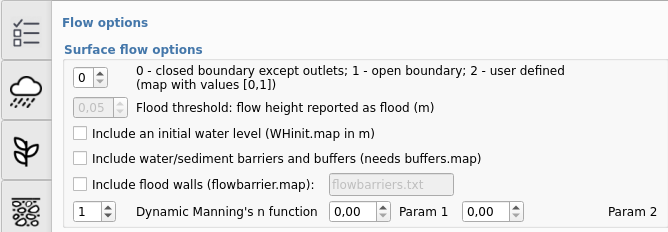 Flow options
Surface flow options
0 0 - closed boundary except outlets; 1 - open boundary; 2 - user defined
(map with values [0,1])
0,05 Flood threshold: flow height reported as flood (m)
Include an initial water level (WHinit.map in m)
Include water/sediment barriers and buffers (needs buffers.map)
Include flood walls (flowbarrier.map): flowbarriers.txt
1 Dynamic Manning's n function 0,00 Param 1 0,00 Param 2